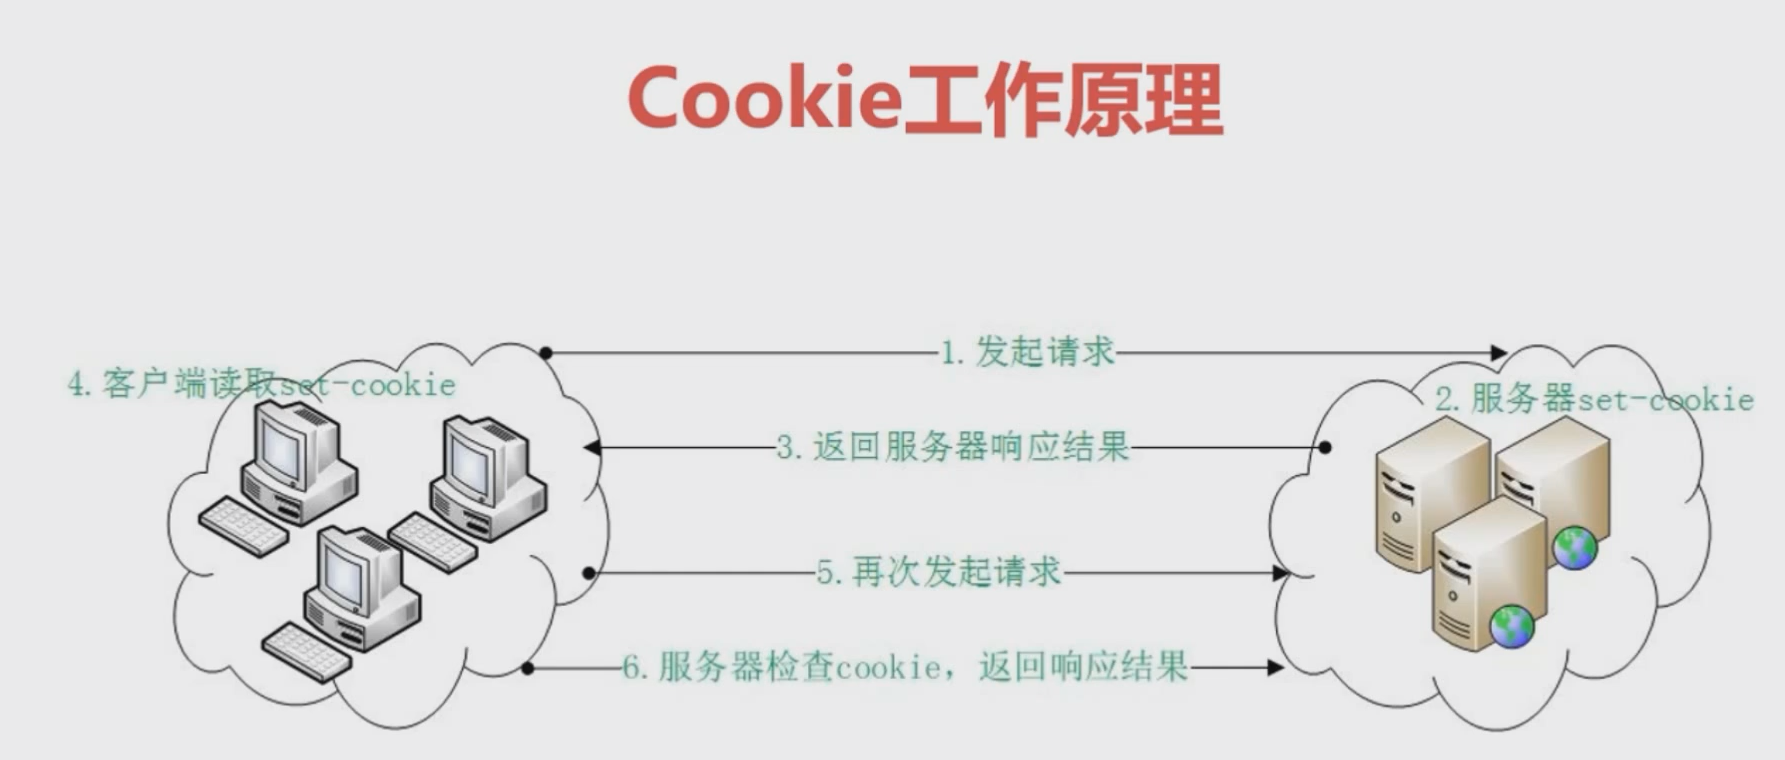 Cookie工作原理
1.发起请求
4.客户端读取set-cookie
2.服务器set-cookie
3.返回服务器响应结果
5.再次发起请求
6.服务器检查cookie，返回响应结果